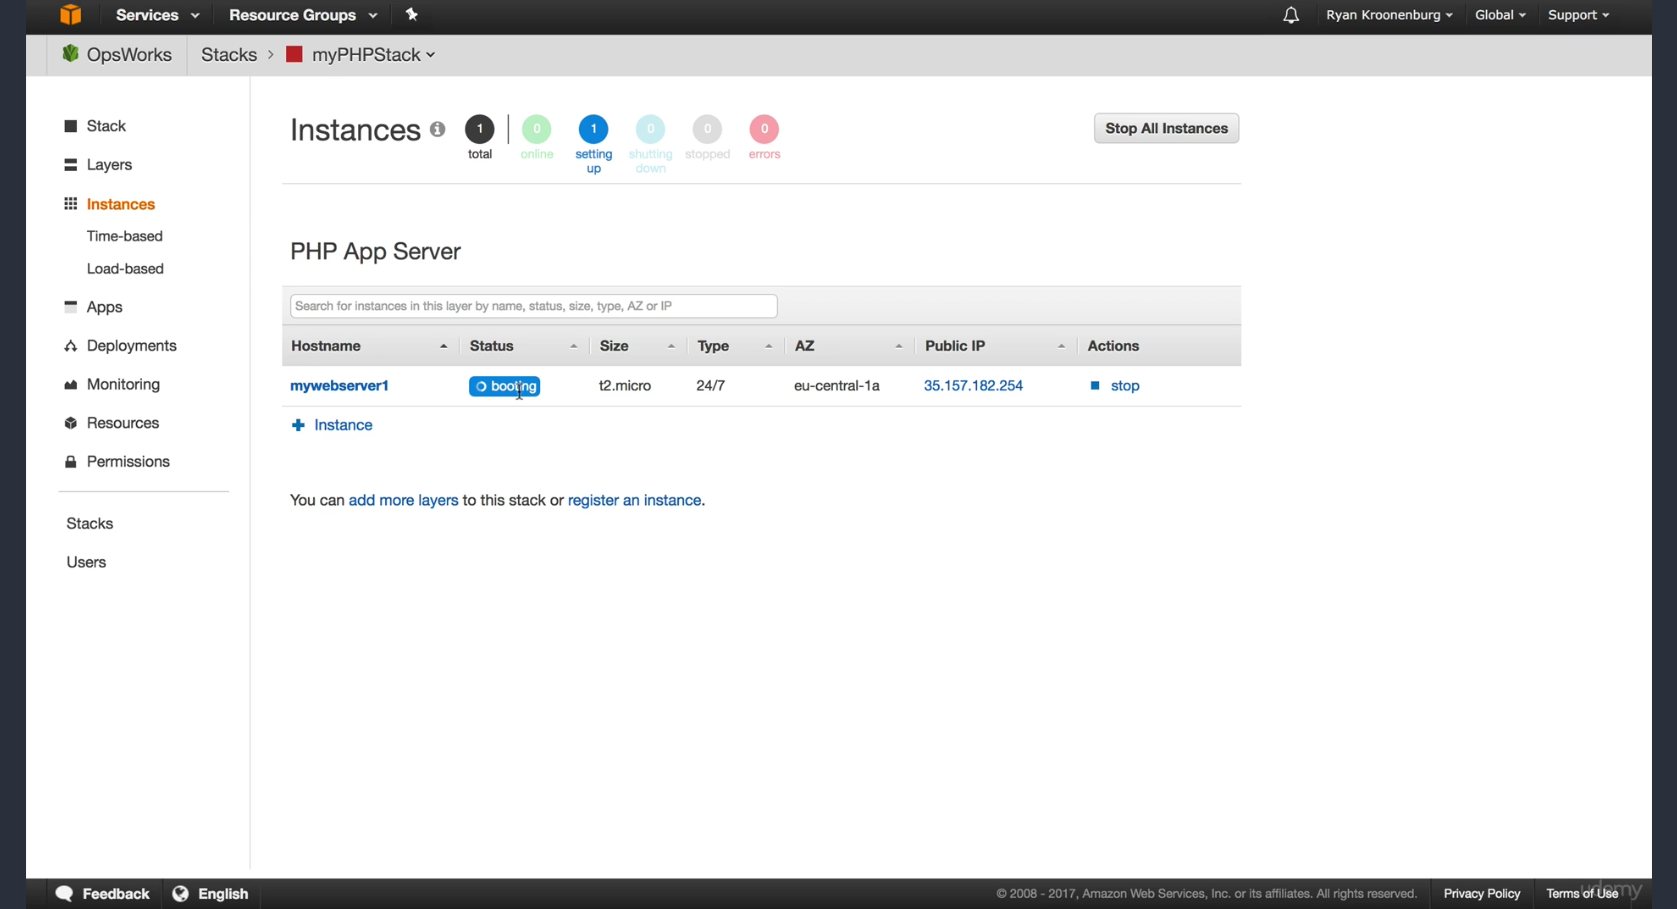 Services
Resource Groups
Ryan Kroonenburg
Global
Support
OpsWorks
Stacks > myPHPStack
Stack
Layers
Instances
Time-based
Load-based
Apps
Deployments
Monitoring
Resources
Permissions
Stacks
Users
Instances
1
total
0
online
1
setting
up
0
shutting
down
0
stopped
0
errors
Stop All Instances
PHP App Server
Search for instances in this layer by name, status, size, type, AZ or IP
Hostname Status Size Type AZ Public IP Actions
mywebserver1 booting t2.micro 24/7 eu-central-1a 35.157.182.254 stop
Instance
You can add more layers to this stack or register an instance.
Feedback English © 2008 - 2017, Amazon Web Services, Inc. or its affiliates. All rights reserved. Privacy Policy Terms of Use
udemy